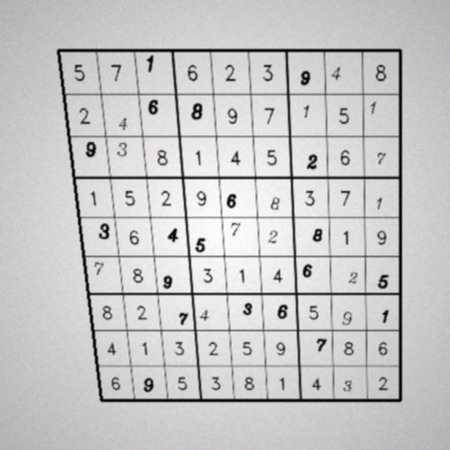 5 7 1 6 2 3 9 4 8
2 4 6 8 9 7 1 5 1
9 3 8 1 4 5 2 6 7
1 5 2 9 6 8 3 7 1
3 6 4 5 7 2 8 1 9
7 8 9 3 1 4 6 2 5
8 2 7 4 3 6 5 9 1
4 1 3 2 5 9 7 8 6
6 9 5 3 8 1 4 3 2